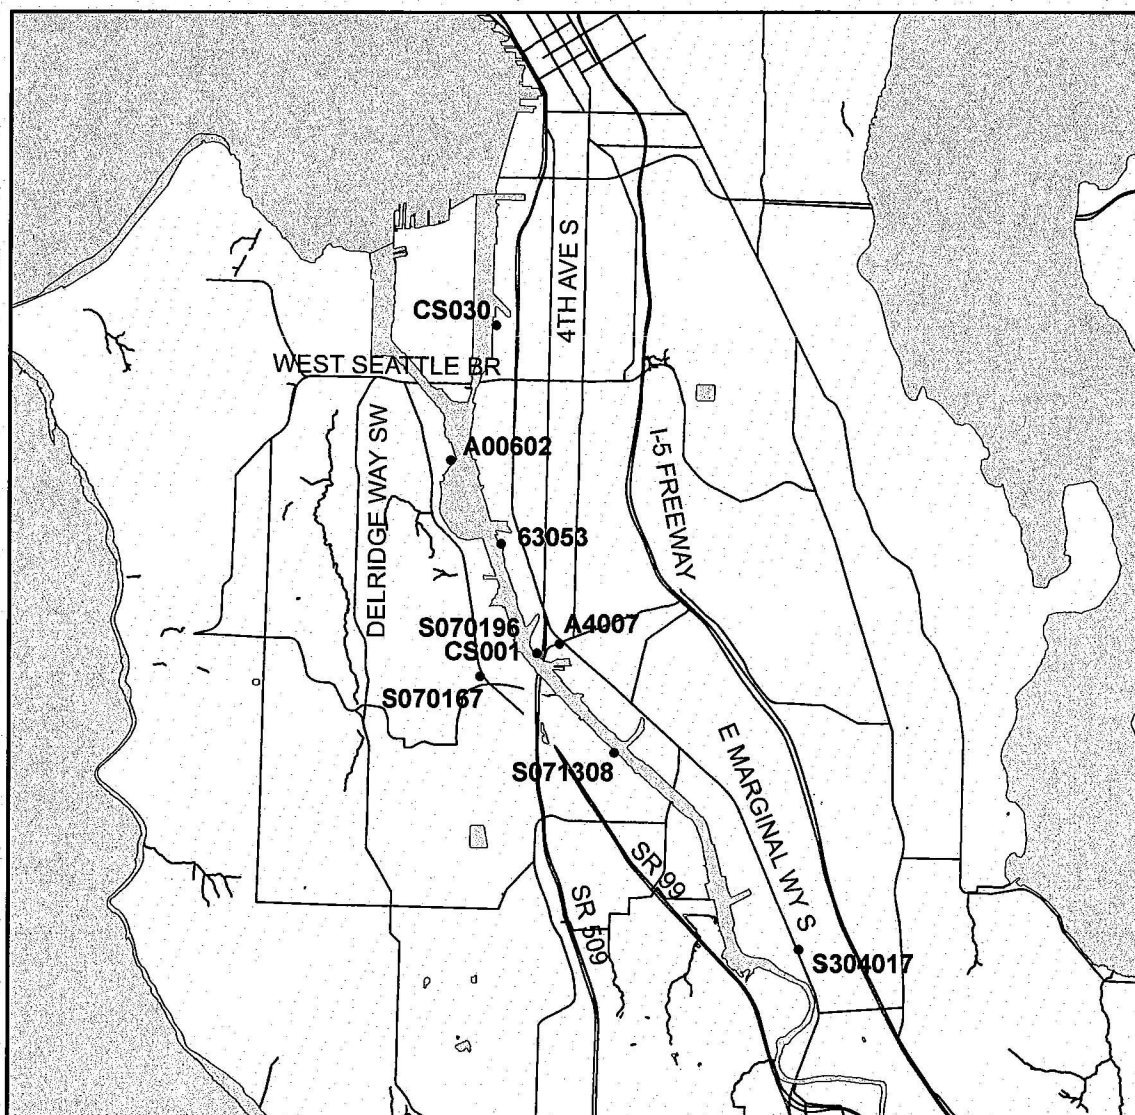 4TH AVE S
CS030
WEST SEATTLE BR
DELRIDGE WAY SW
A00602
I-5 FREEWAY
63053
S070196
CS001
A4007
S070167
S071308
E MARGINAL WY S
SR 99
SR 509
S304017